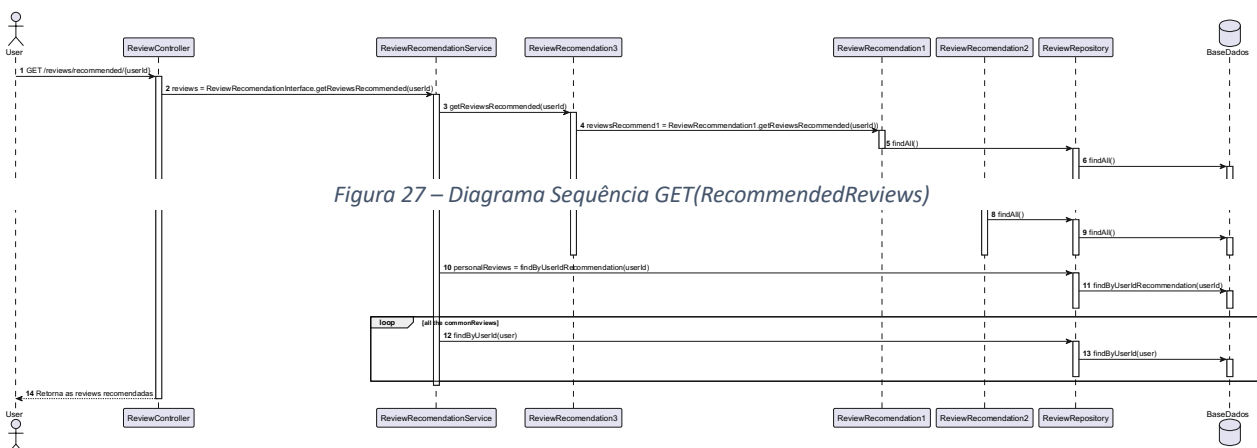 User
ReviewController
ReviewRecomendationService
ReviewRecomendation3
ReviewRecomendation1
ReviewRecomendation2
ReviewRepository
BaseDados
1 GET /reviews/recommended/{userId}
2 reviews = ReviewRecomendationInterface.getReviewsRecommended(userId)
3 getReviewsRecommended(userId)
4 reviewsRecommend1 = ReviewRecommendation1.getReviewsRecommended(userId))
5 findAll()
6 findAll()
Figura 27 – Diagrama Sequência GET(RecommendedReviews)
8 findAll()
9 findAll()
10 personalReviews = findByUserIdRecommendation(userId)
11 findByUserIdRecommendation(userId)
loop [all the commonReviews]
12 findByUserId(user)
13 findByUserId(user)
14 Retorna as reviews recomendadas
User
ReviewController
ReviewRecomendationService
ReviewRecomendation3
ReviewRecomendation1
ReviewRecomendation2
ReviewRepository
BaseDados